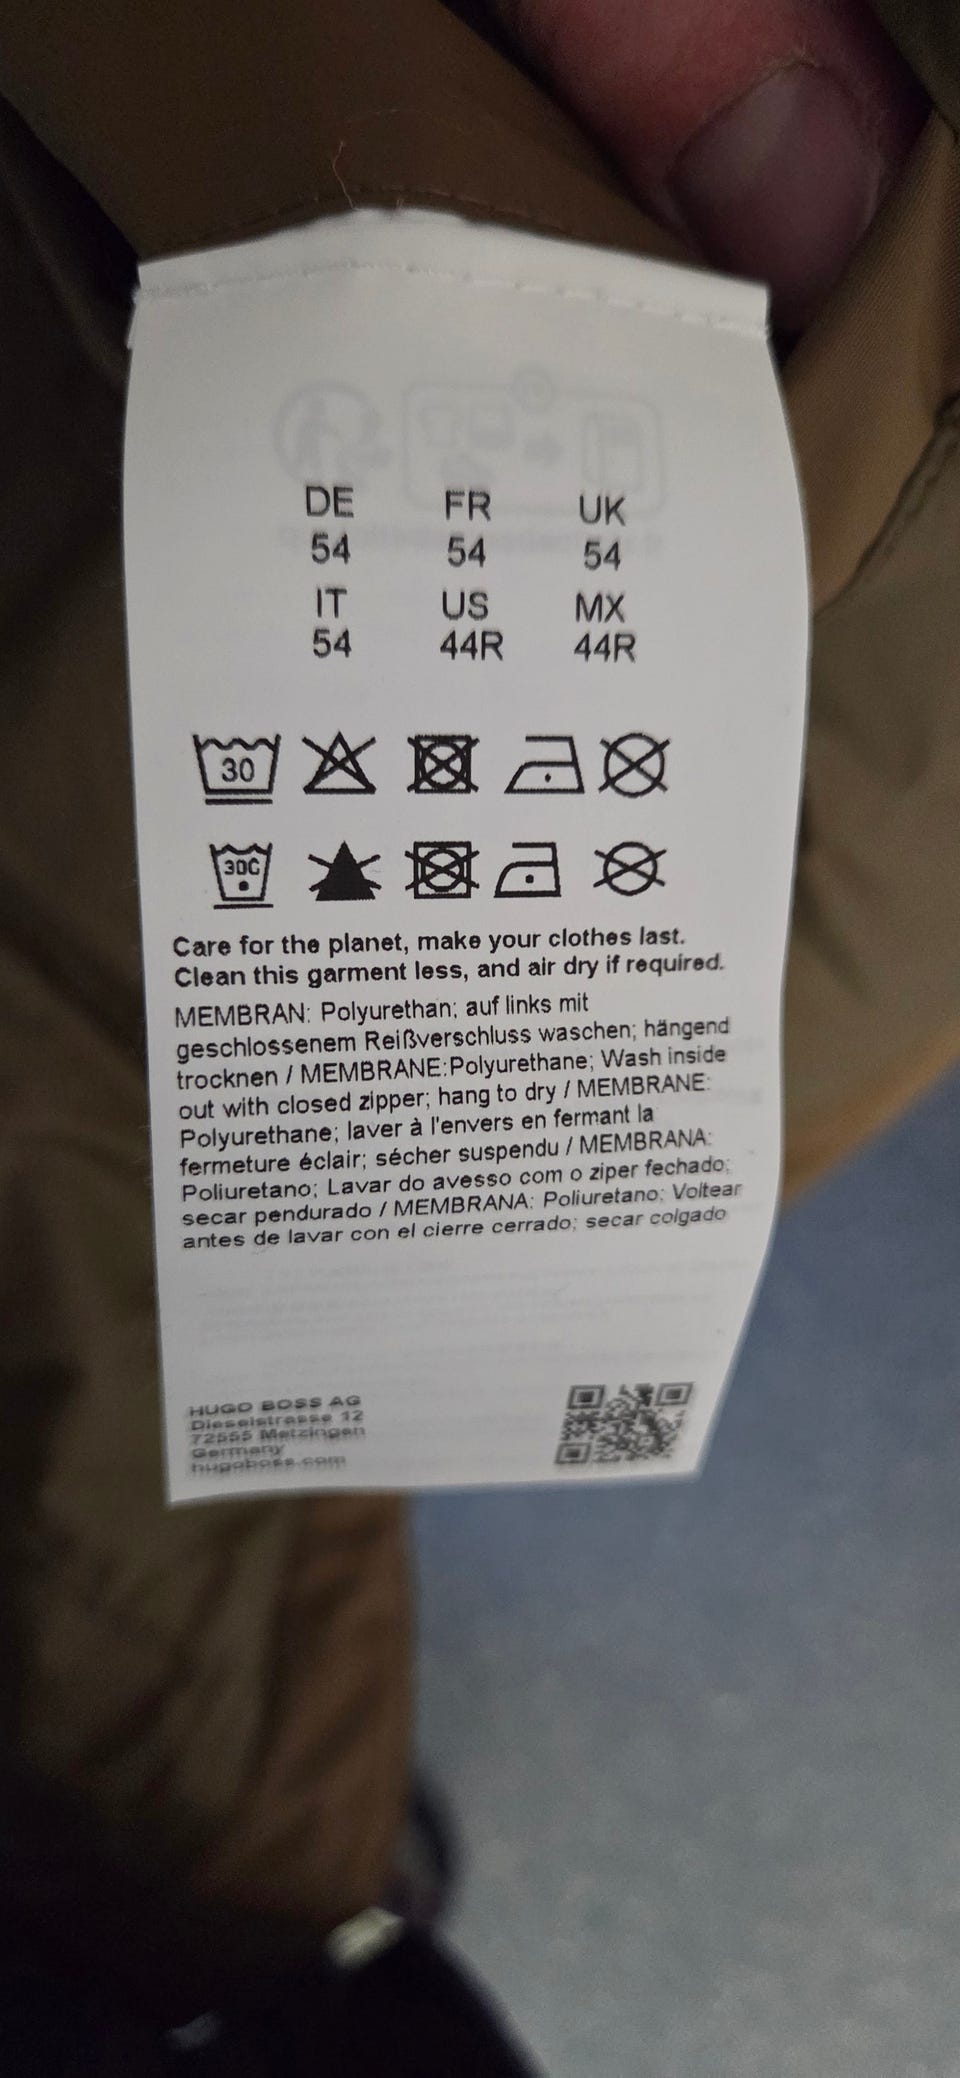 DE FR UK
54 54 54
IT US MX
54 44R 44R
30
30C
Care for the planet, make your clothes last.
Clean this garment less, and air dry if required.
MEMBRAN: Polyurethan; auf links mit
geschlossenem Reißverschluss waschen; hängend
trocknen / MEMBRANE:Polyurethane; Wash inside
out with closed zipper; hang to dry / MEMBRANE:
Polyurethane; laver à l'envers en fermant la
fermeture éclair; sécher suspendu / MEMBRANA:
Poliuretano; Lavar do avesso com o ziper fechado;
secar pendurado / MEMBRANA: Poliuretano; Voltear
antes de lavar con el cierre cerrado; secar colgado
HUGO BOSS AG
Dieselstrasse 12
72555 Metzingen
Germany
hugoboss.com